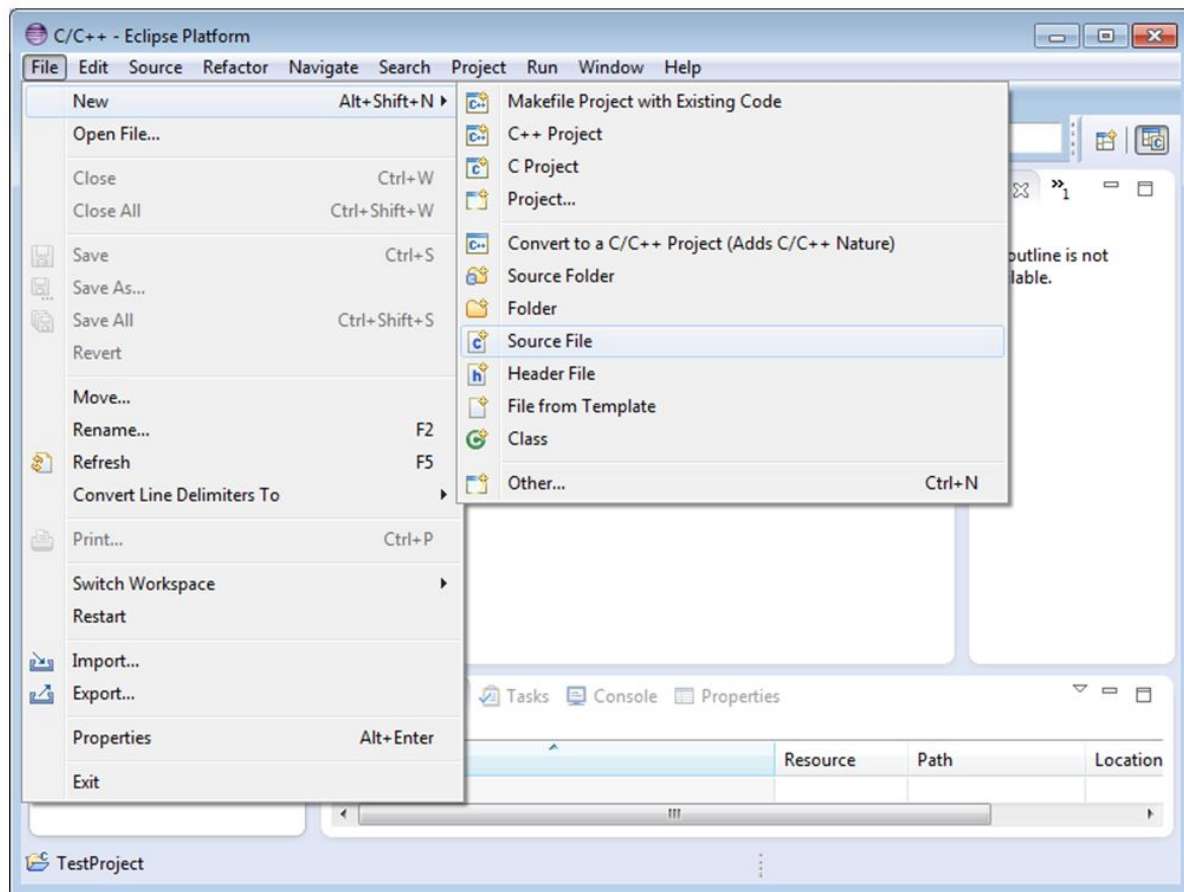 C/C++ - Eclipse Platform
File Edit Source Refactor Navigate Search Project Run Window Help
New Alt+Shift+N
Open File...
Close Ctrl+W
Close All Ctrl+Shift+W
Save Ctrl+S
Save As...
Save All Ctrl+Shift+S
Revert
Move...
Rename... F2
Refresh F5
Convert Line Delimiters To
Print... Ctrl+P
Switch Workspace
Restart
Import...
Export...
Properties Alt+Enter
Exit
Makefile Project with Existing Code
C++ Project
C Project
Project...
Convert to a C/C++ Project (Adds C/C++ Nature)
Source Folder
Folder
Source File
Header File
File from Template
Class
Other... Ctrl+N
»1
outline is not
lable.
Tasks Console Properties
Resource Path Location
TestProject